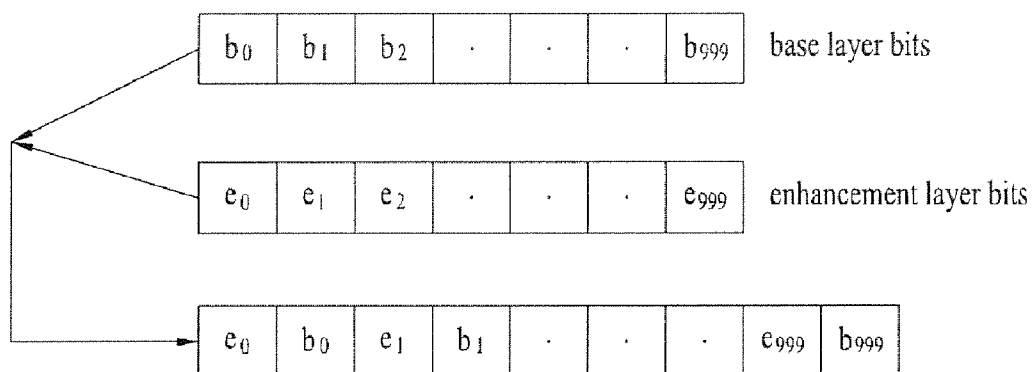 b₀ b₁ b₂ · · · b₉₉₉ base layer bits
e₀ e₁ e₂ · · · e₉₉₉ enhancement layer bits
e₀ b₀ e₁ b₁ · · · e₉₉₉ b₉₉₉